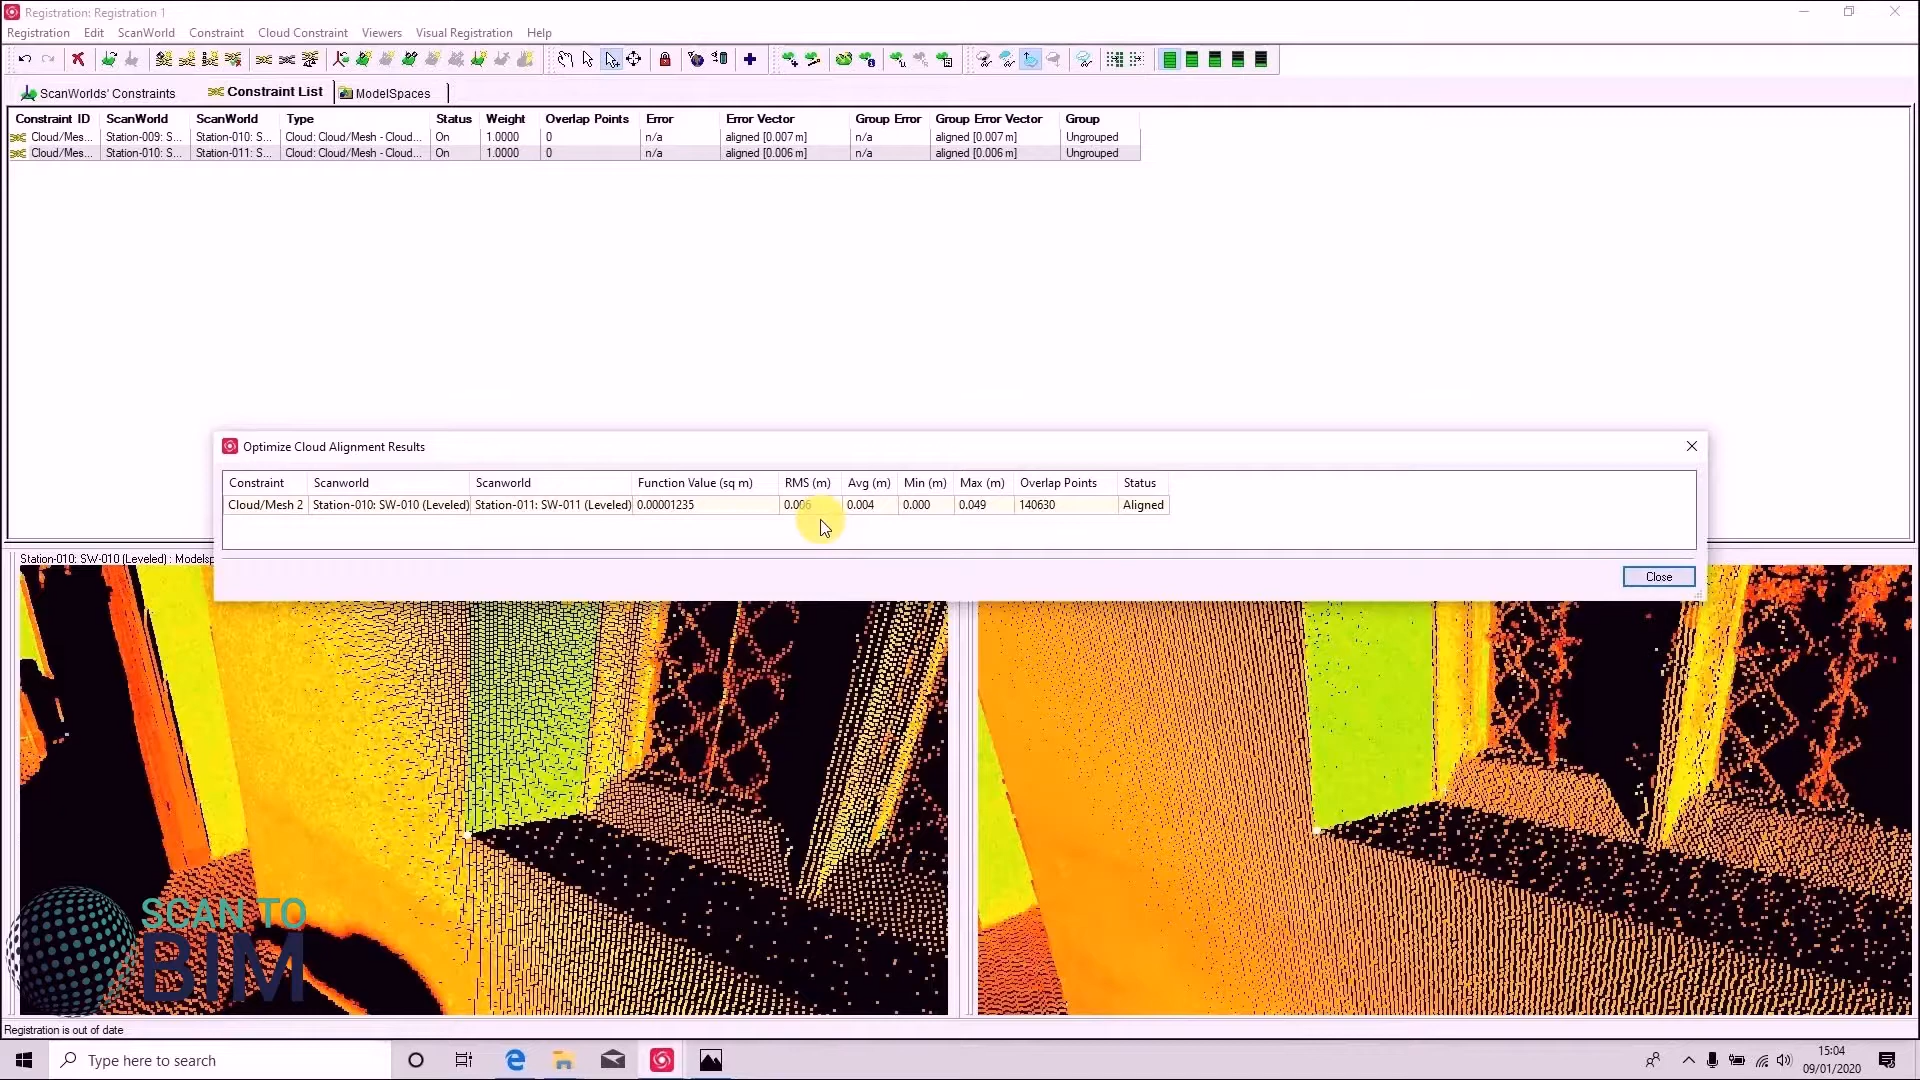 Registration: Registration 1
Registration Edit ScanWorld Constraint Cloud Constraint Viewers Visual Registration Help
ScanWorlds' Constraints Constraint List ModelSpaces
Constraint ID ScanWorld ScanWorld Type Status Weight Overlap Points Error Error Vector Group Error Group Error Vector Group
Cloud/Mes... Station-009: S... Station-010: S... Cloud: Cloud/Mesh - Cloud... On 1.0000 0 n/a aligned [0.007 m] n/a aligned [0.007 m] Ungrouped
Cloud/Mes... Station-010: S... Station-011: S... Cloud: Cloud/Mesh - Cloud... On 1.0000 0 n/a aligned [0.006 m] n/a aligned [0.006 m] Ungrouped
Optimize Cloud Alignment Results
Constraint Scanworld Scanworld Function Value (sq m) RMS (m) Avg (m) Min (m) Max (m) Overlap Points Status
Cloud/Mesh 2 Station-010: SW-010 (Leveled) Station-011: SW-011 (Leveled) 0.00001235 0.006 0.004 0.000 0.049 140630 Aligned
Station-010: SW-010 (Leveled) : Modelsp
Close
SCAN TO
BIM
Registration is out of date
Type here to search
15:04
09/01/2020